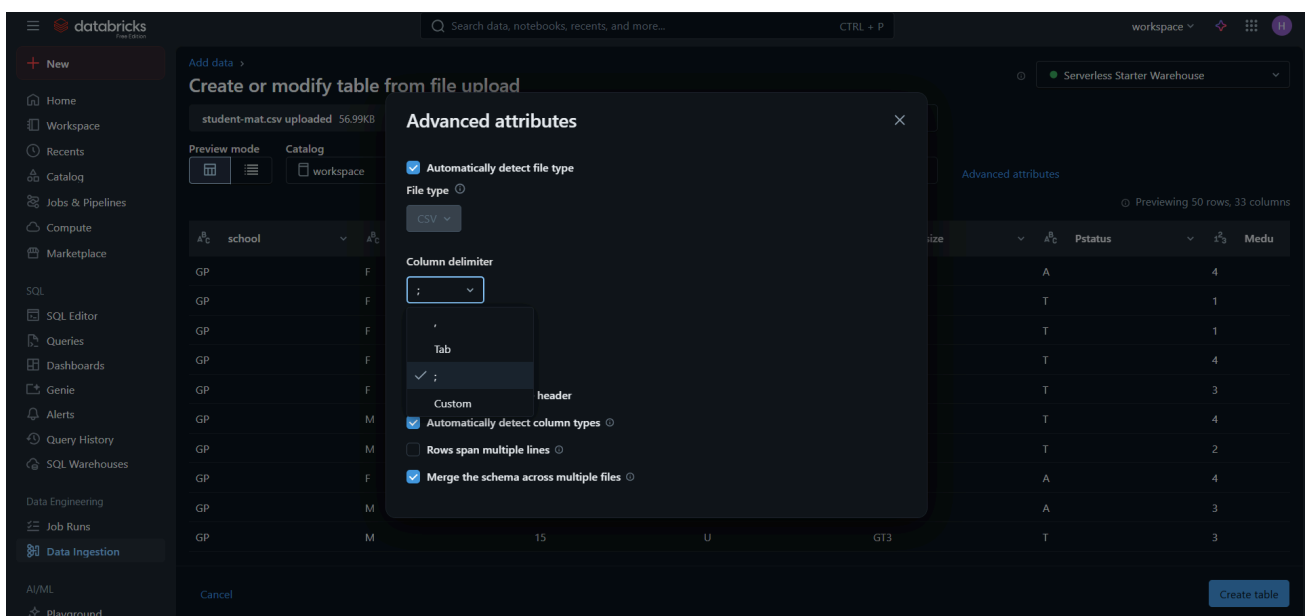 databricks
Free Edition
Search data, notebooks, recents, and more...
CTRL + P
workspace
H
New
Home
Workspace
Recents
Catalog
Jobs & Pipelines
Compute
Marketplace
SQL
SQL Editor
Queries
Dashboards
Genie
Alerts
Query History
SQL Warehouses
Data Engineering
Job Runs
Data Ingestion
AI/ML
Playground
Add data ›
Create or modify table from file upload
Serverless Starter Warehouse
student-mat.csv uploaded 56.99KB
Preview mode
Catalog
workspace
Advanced attributes
Previewing 50 rows, 33 columns
school
size
Pstatus
Medu
GP F A 4
GP F T 1
GP F T 1
GP F T 4
GP F T 3
GP M T 4
GP M T 2
GP F A 4
GP M A 3
GP M 15 U GT3 T 3
Cancel
Create table
Advanced attributes
Automatically detect file type
File type
CSV
Column delimiter
;
,
Tab
;
Custom
header
Automatically detect column types
Rows span multiple lines
Merge the schema across multiple files